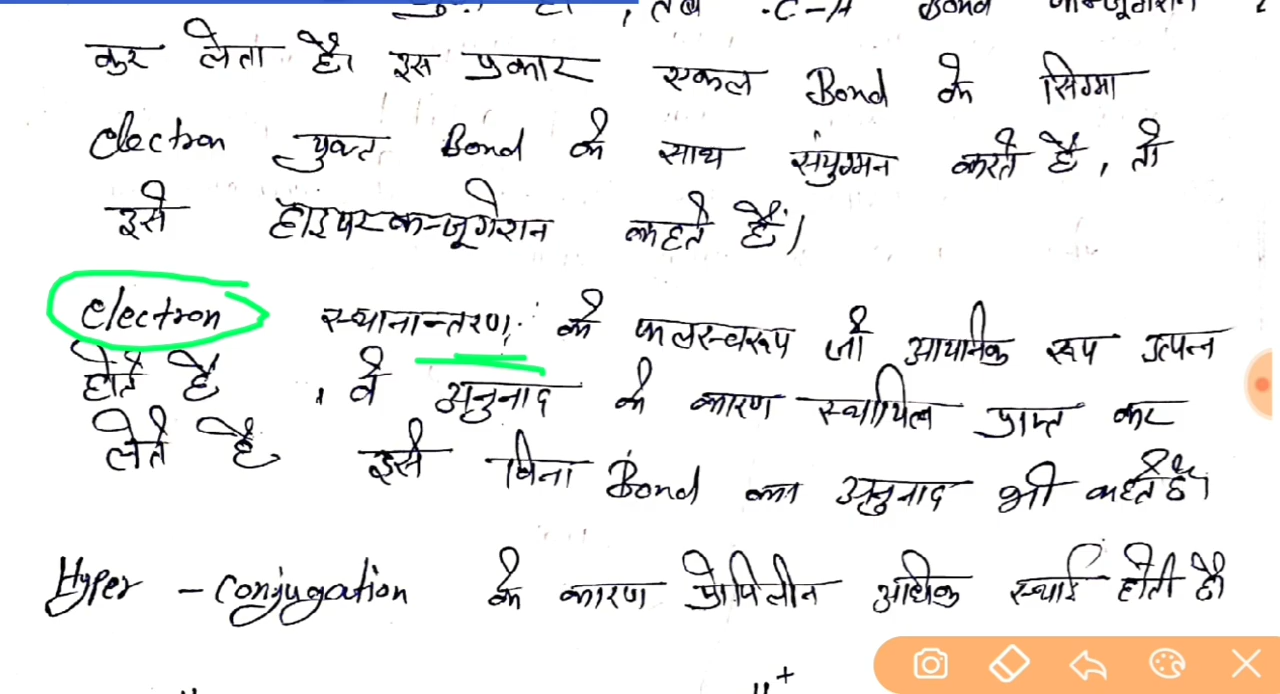 C-H Bond
कर लेता है। इस प्रकार एकल Bond के सिग्मा
electron युक्त Bond के साथ संयुग्मन करते है, तो
इसे हाइपरकन्जूगेशन कहते हैं।
electron स्थानान्तरण के फलस्वरूप जो आयनिक रूप उत्पन्न
होते है, वे अनुनाद के कारण स्थायित्व प्राप्त कर
लेते है इसे बिना Bond का अनुनाद भी कहते है।
Hyper-conjugation के कारण प्रोपिलीन अधिक स्थाई होती है।